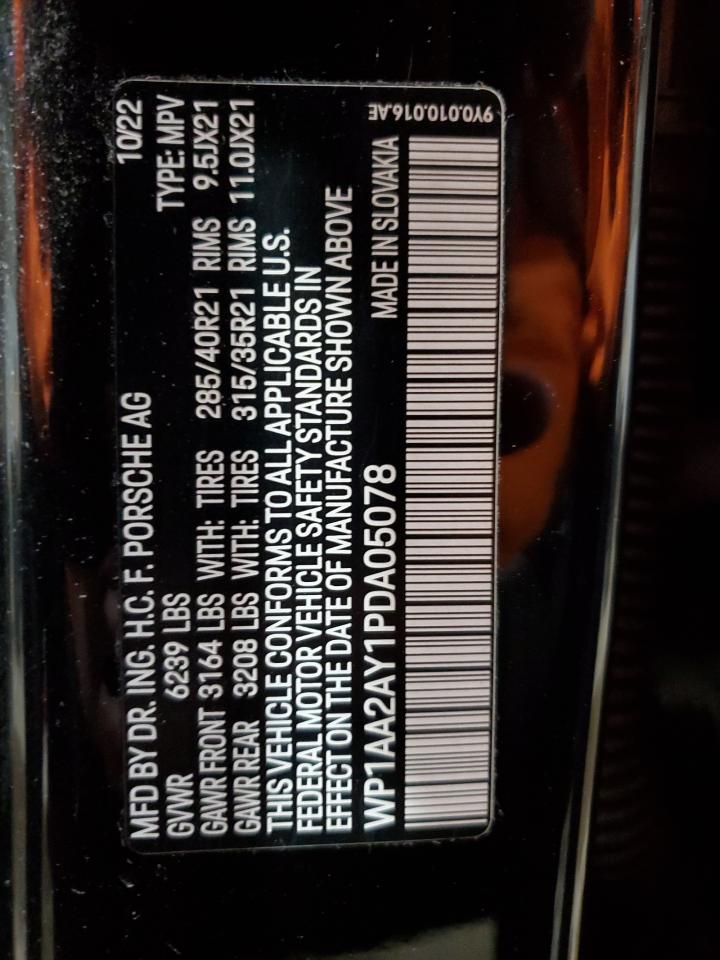 MFD BY DR. ING. H.C. F. PORSCHE AG 10/22
GVWR 6239 LBS TYPE: MPV
GAWR FRONT 3164 LBS WITH: TIRES 285/40R21 RIMS 9.5JX21
GAWR REAR 3208 LBS WITH: TIRES 315/35R21 RIMS 11.0JX21
THIS VEHICLE CONFORMS TO ALL APPLICABLE U.S.
FEDERAL MOTOR VEHICLE SAFETY STANDARDS IN
EFFECT ON THE DATE OF MANUFACTURE SHOWN ABOVE
WP1AA2AY1PDA05078 MADE IN SLOVAKIA
9Y0.010.016.AE